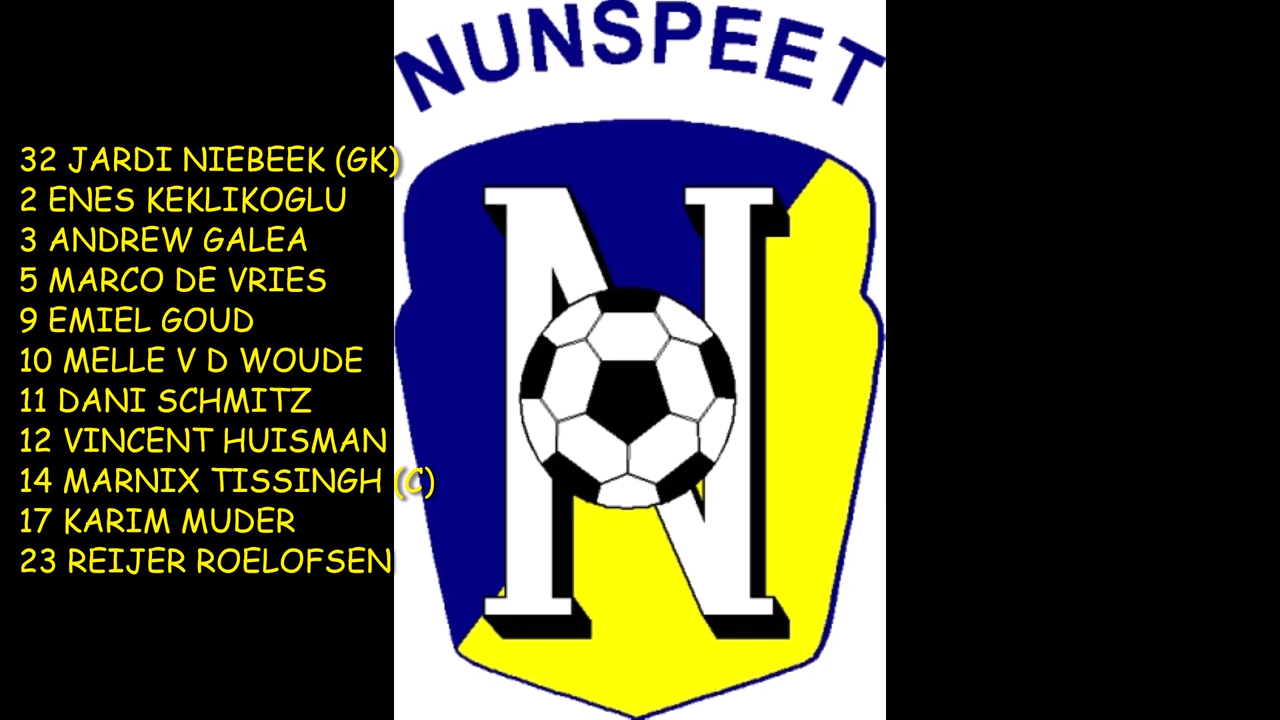 NUNSPEET
32 JARDI NIEBEEK (GK)
2 ENES KEKLIKOGLU
3 ANDREW GALEA
5 MARCO DE VRIES
9 EMIEL GOUD
10 MELLE V D WOUDE
11 DANI SCHMITZ
12 VINCENT HUISMAN
14 MARNIX TISSINGH (C)
17 KARIM MUDER
23 REIJER ROELOFSEN
N